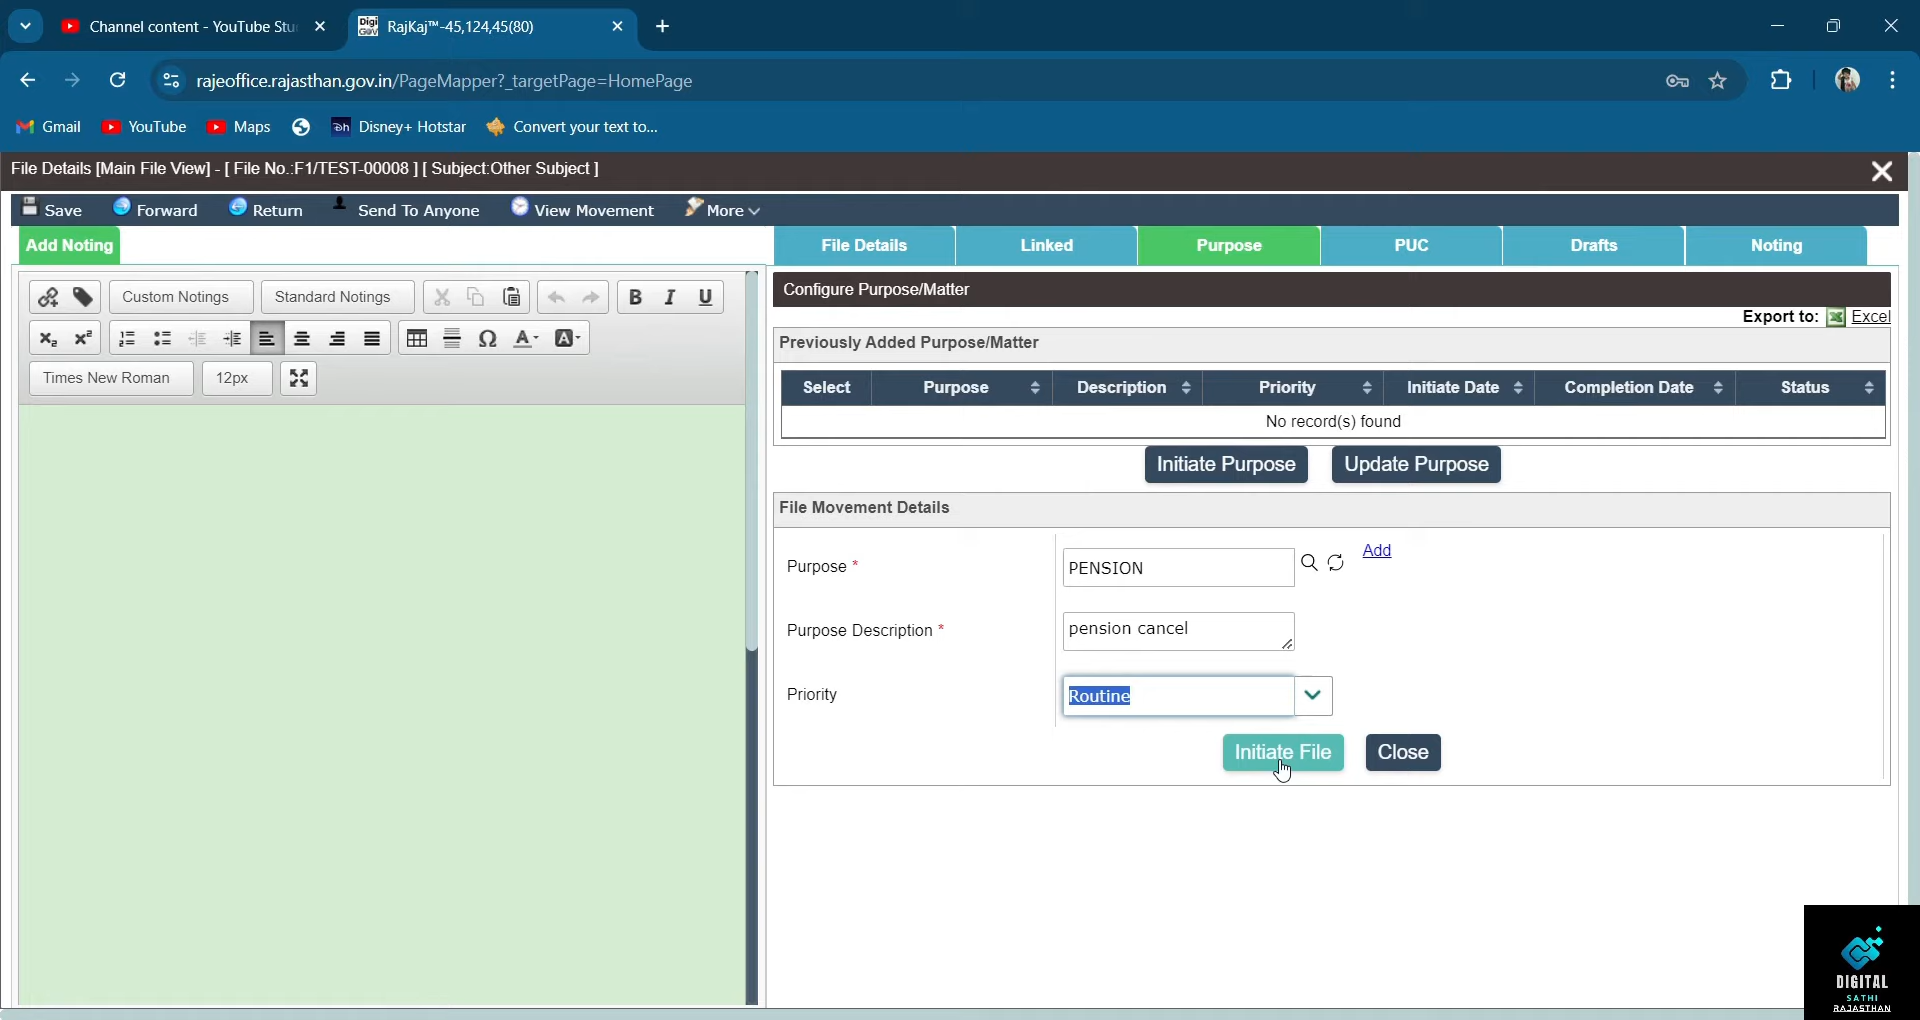 Channel content - YouTube Stu
RajKaj™-45,124,45(80)
rajeoffice.rajasthan.gov.in/PageMapper?_targetPage=HomePage
Gmail YouTube Maps Disney+ Hotstar Convert your text to...
File Details [Main File View] - [ File No.:F1/TEST-00008 ] [ Subject:Other Subject ]
Save Forward Return Send To Anyone View Movement More
Add Noting File Details Linked Purpose PUC Drafts Noting
Custom Notings Standard Notings B I U
Times New Roman 12px
Configure Purpose/Matter
Export to: Excel
Previously Added Purpose/Matter
Select Purpose Description Priority Initiate Date Completion Date Status
No record(s) found
Initiate Purpose Update Purpose
File Movement Details
Purpose * PENSION Add
Purpose Description * pension cancel
Priority Routine
Initiate File Close
DIGITAL
SATHI
RAJASTHAN